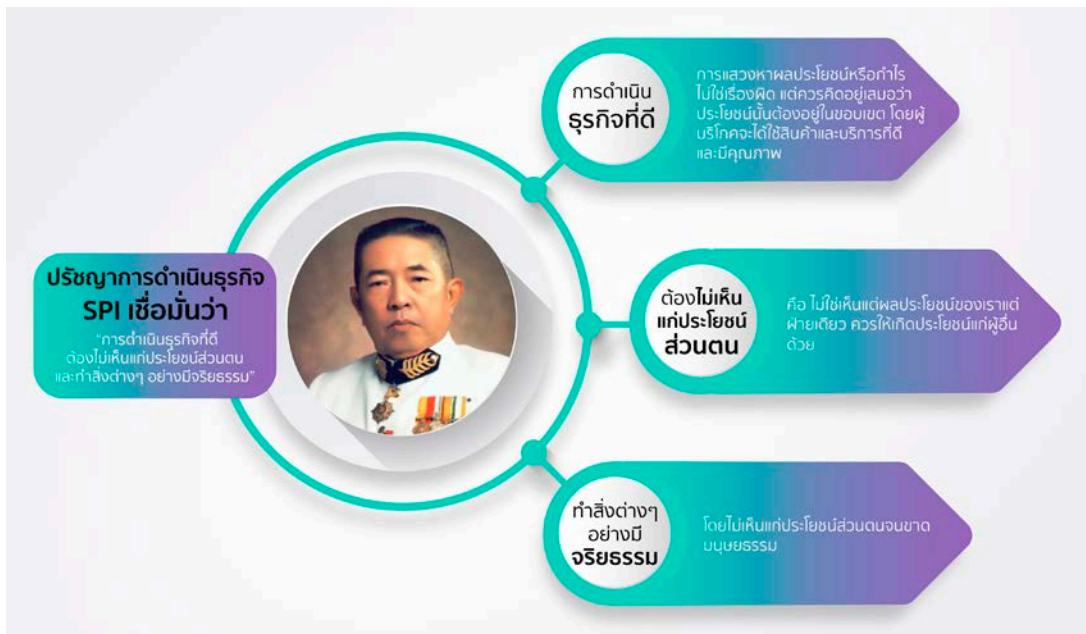 ปรัชญาการดำเนินธุรกิจ
SPI เชื่อมั่นว่า
“การดำเนินธุรกิจที่ดี
ต้องไม่เห็นแก่ประโยชน์ส่วนตน
และทำสิ่งต่างๆ อย่างมีจริยธรรม”
การดำเนิน
ธุรกิจที่ดี
การแสวงหาผลประโยชน์หรือกำไร
ไม่ใช่เรื่องผิด แต่ควรคิดอยู่เสมอว่า
ประโยชน์นั้นต้องอยู่ในขอบเขต โดยผู้
บริโภคจะได้ใช้สินค้าและบริการที่ดี
และมีคุณภาพ
ต้องไม่เห็น
แก่ประโยชน์
ส่วนตน
คือ ไม่ใช่เห็นแต่ผลประโยชน์ของเราแต่
ฝ่ายเดียว ควรให้เกิดประโยชน์แก่ผู้อื่น
ด้วย
ทำสิ่งต่างๆ
อย่างมี
จริยธรรม
โดยไม่เห็นแก่ประโยชน์ส่วนตนจนขาด
มนุษยธรรม